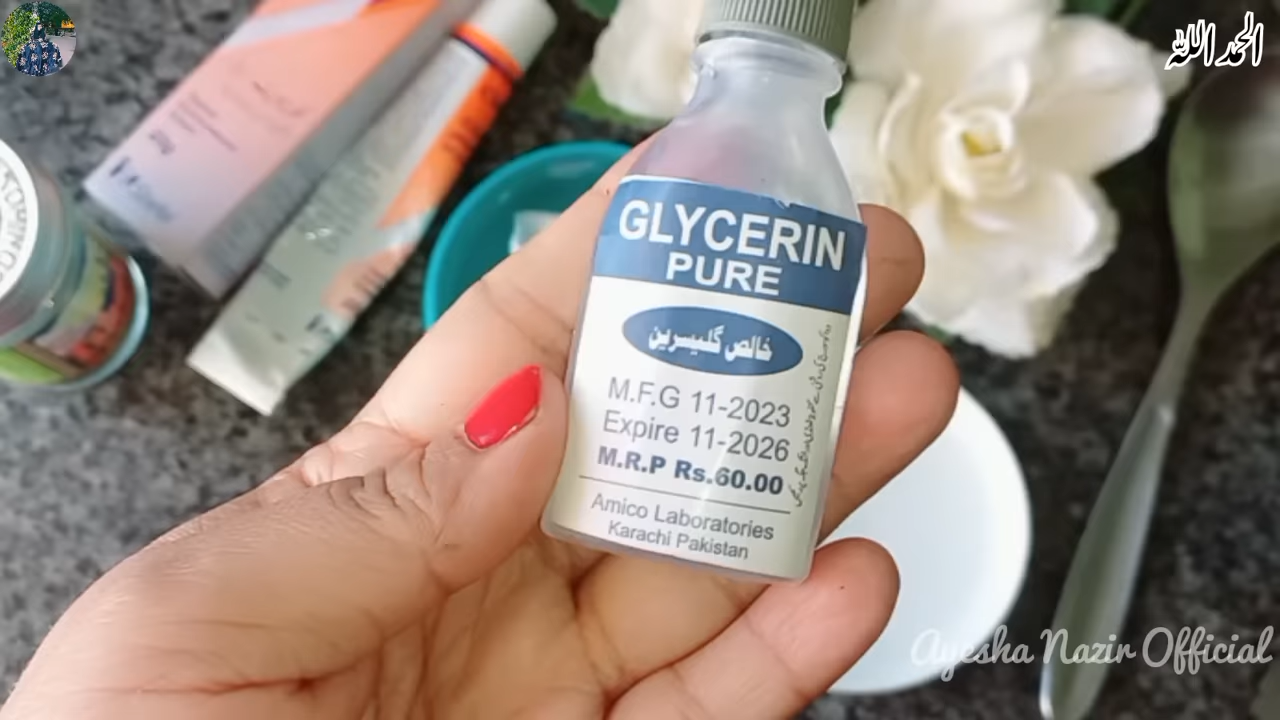 الحمد اللہ
GLYCERIN
PURE
خالص گلیسرین
M.F.G 11-2023
Expire 11-2026
M.R.P Rs.60.00
Amico Laboratories
Karachi Pakistan
Ayesha Nazir Official